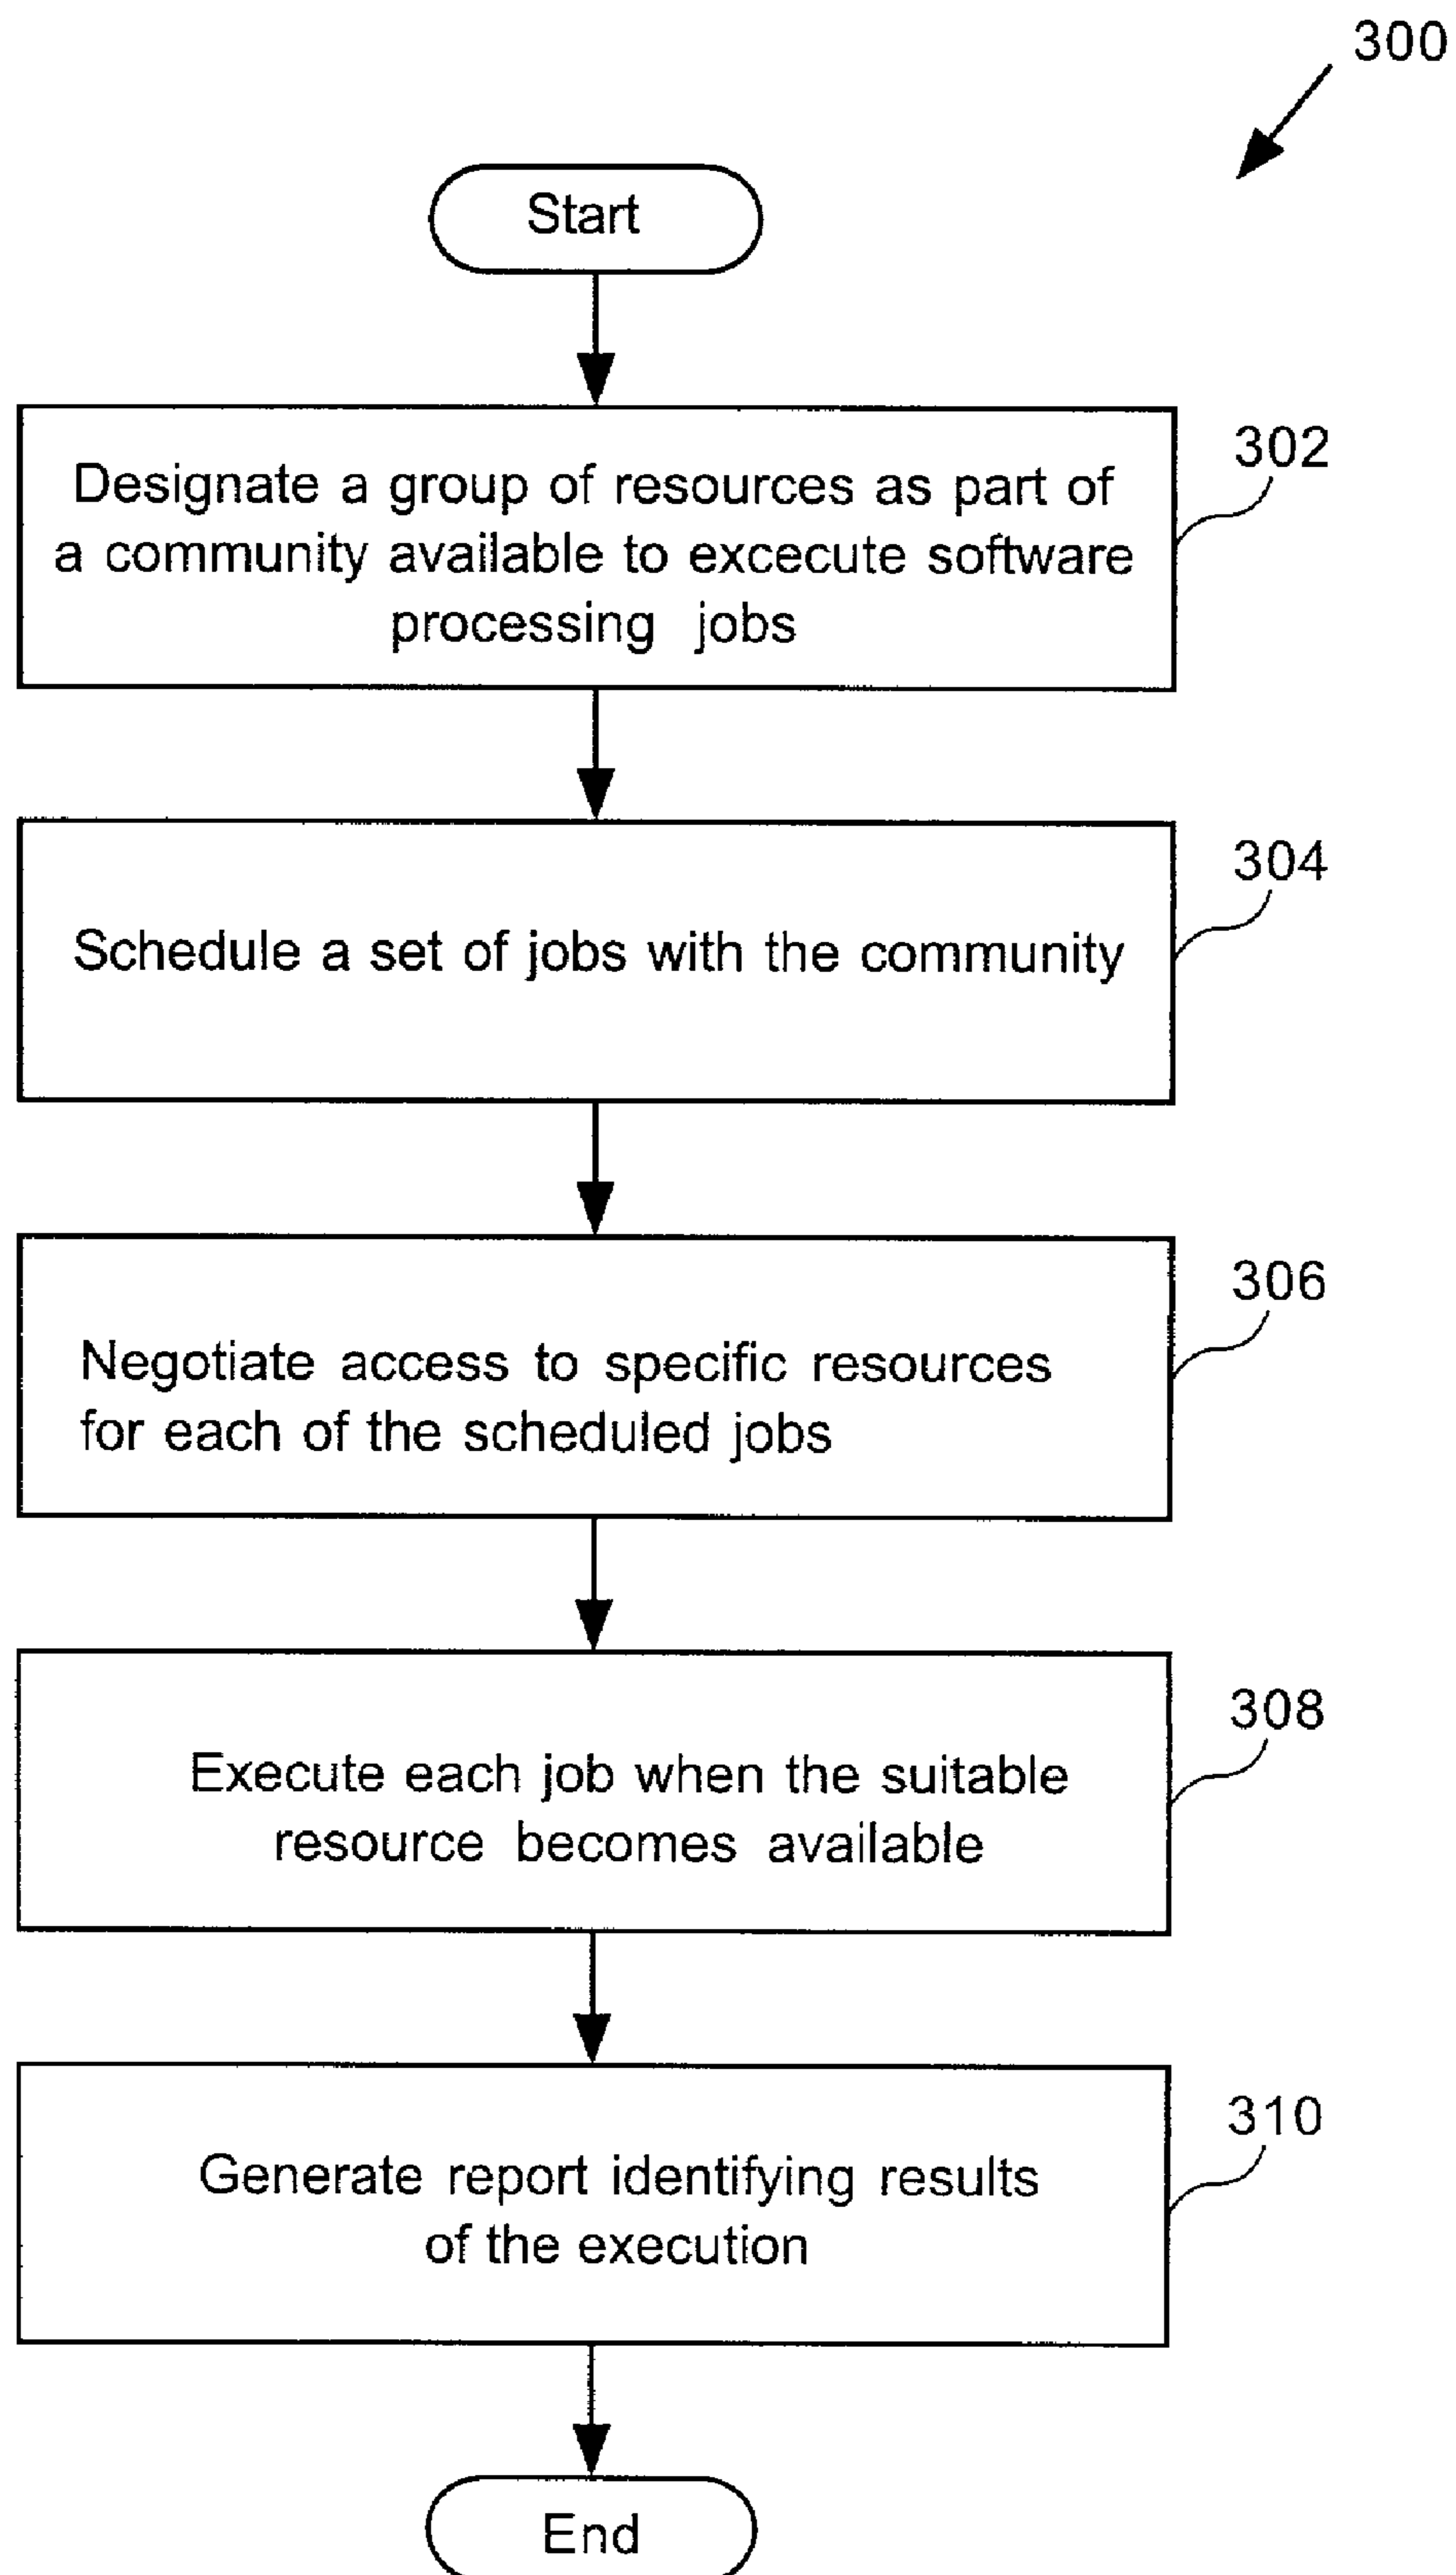 300
Start
302
Designate a group of resources as part of
a community available to excecute software
processing jobs
304
Schedule a set of jobs with the community
306
Negotiate access to specific resources
for each of the scheduled jobs
308
Execute each job when the suitable
resource becomes available
310
Generate report identifying results
of the execution
End